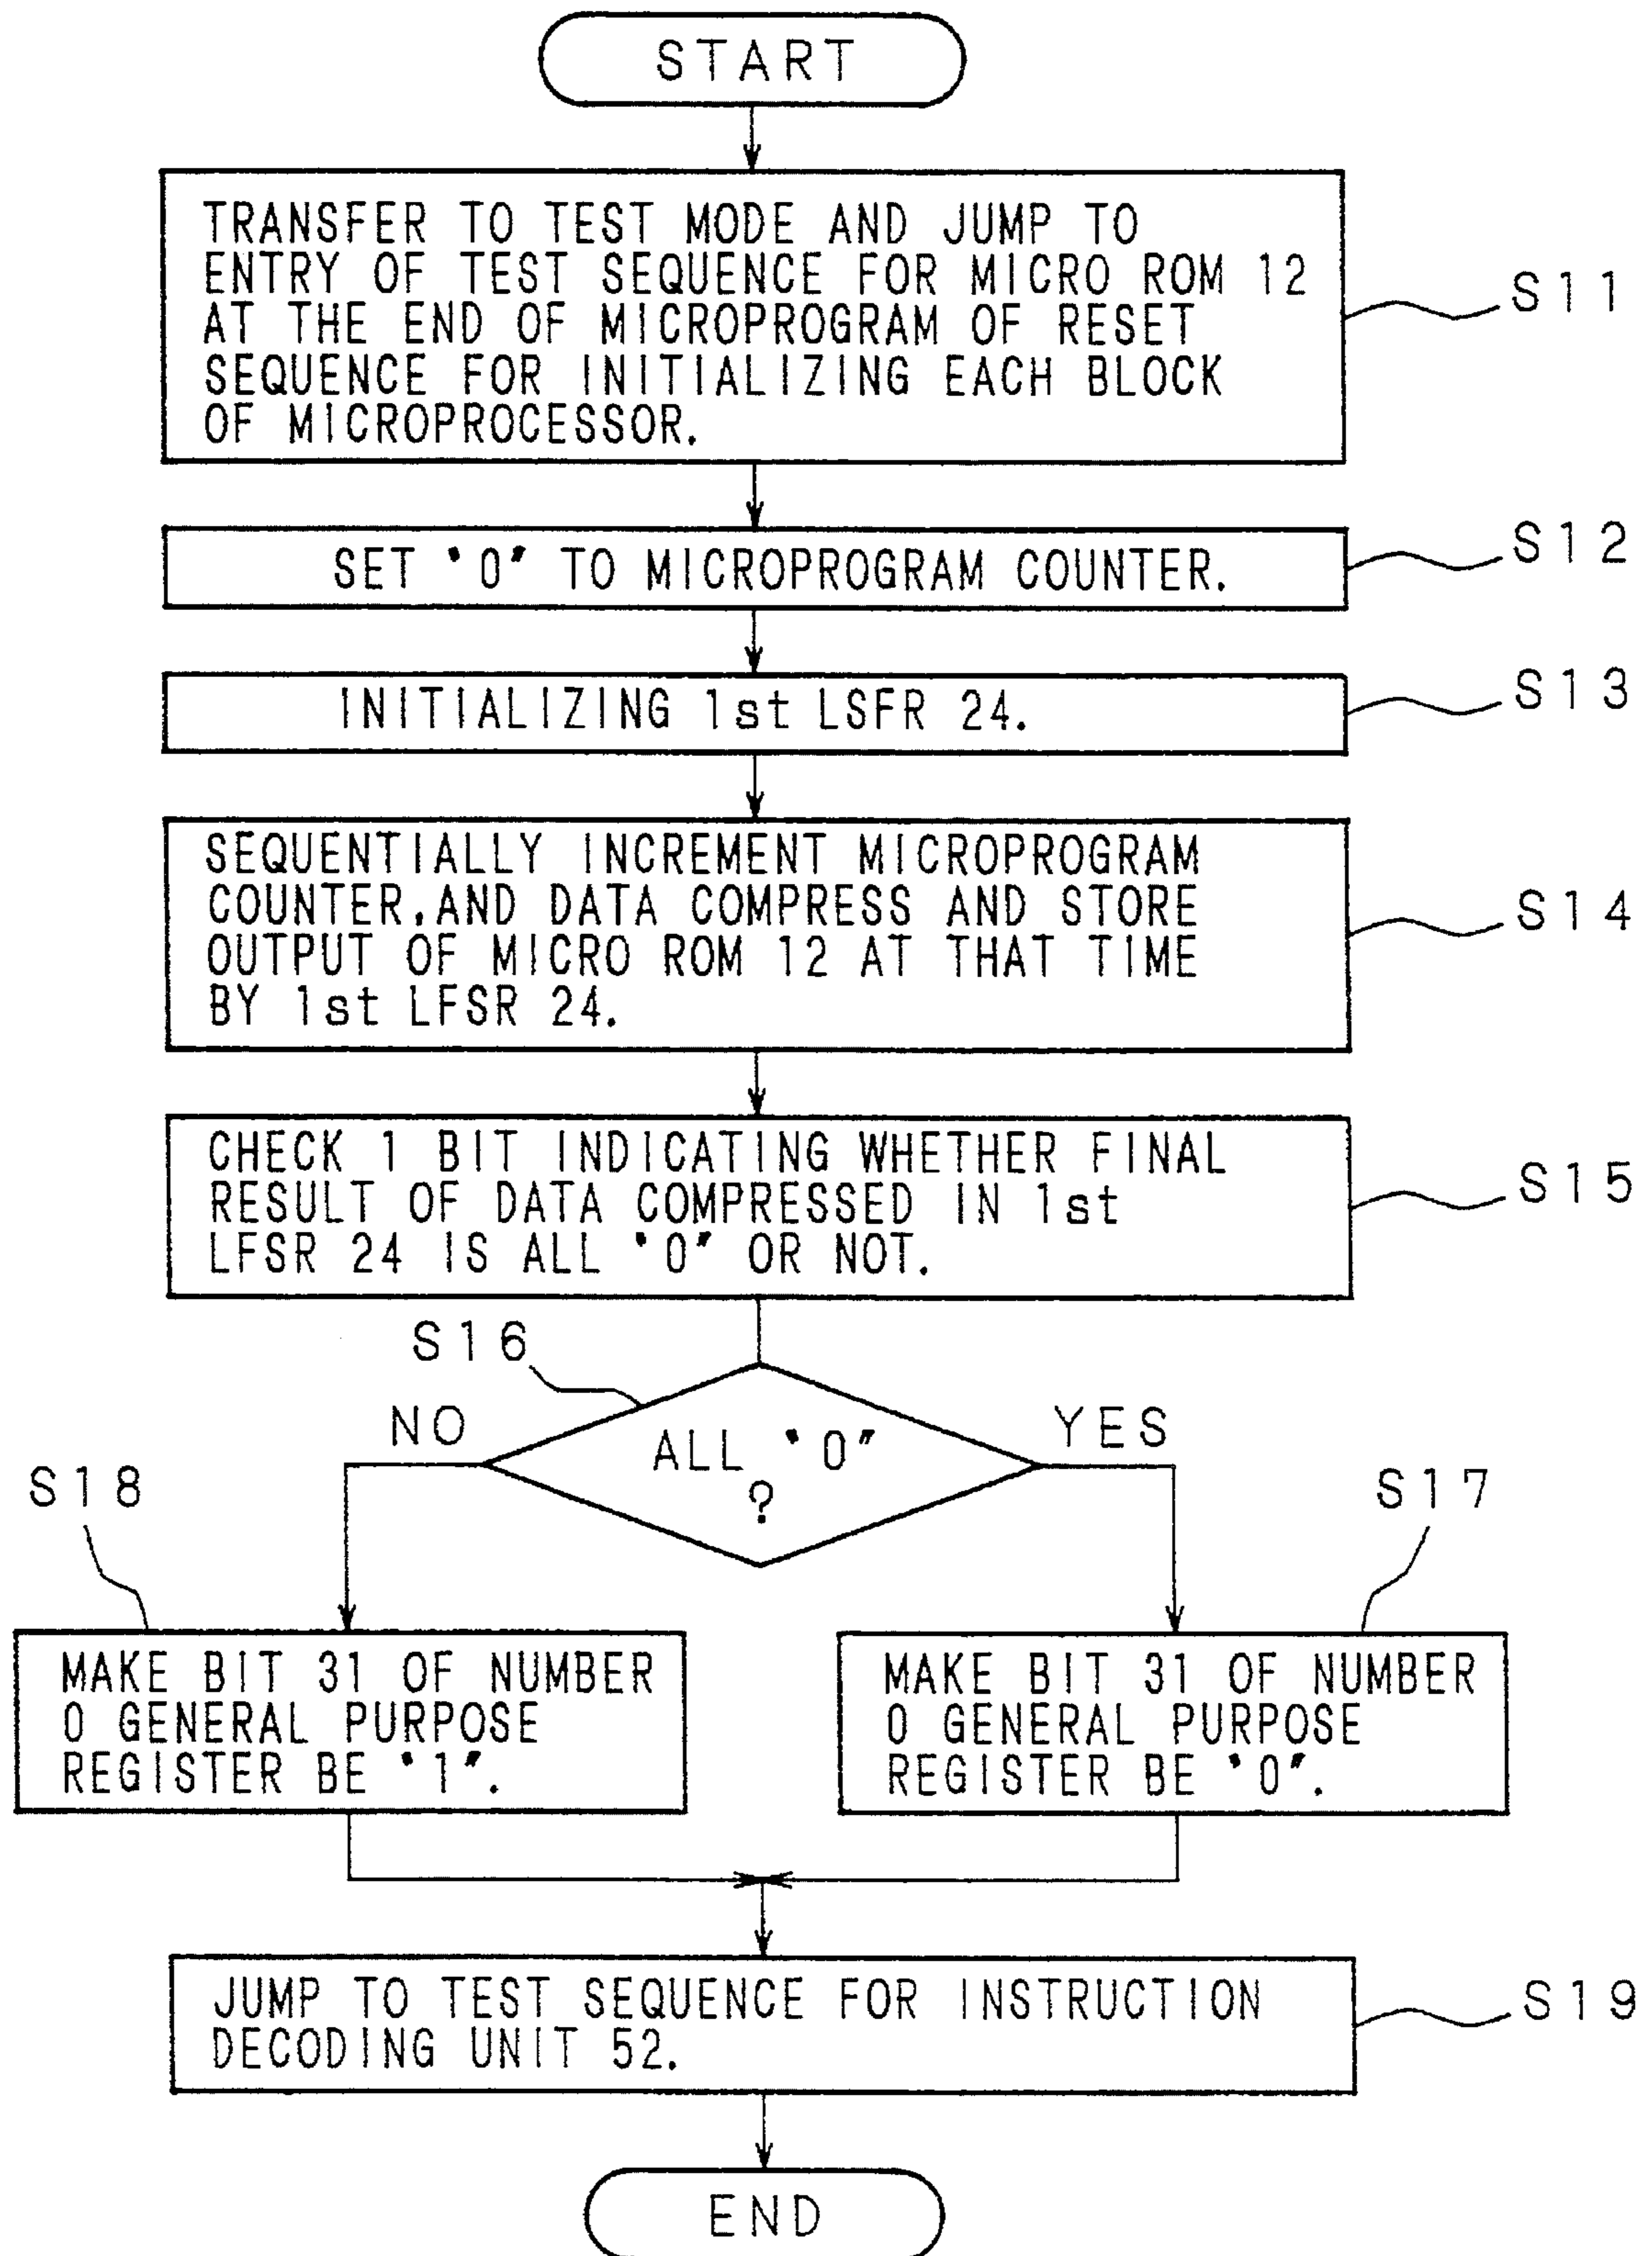 START
TRANSFER TO TEST MODE AND JUMP TO
ENTRY OF TEST SEQUENCE FOR MICRO ROM 12
AT THE END OF MICROPROGRAM OF RESET
SEQUENCE FOR INITIALIZING EACH BLOCK
OF MICROPROCESSOR.
S11
SET "0" TO MICROPROGRAM COUNTER.
S12
INITIALIZING 1st LSFR 24.
S13
SEQUENTIALLY INCREMENT MICROPROGRAM
COUNTER,AND DATA COMPRESS AND STORE
OUTPUT OF MICRO ROM 12 AT THAT TIME
BY 1st LFSR 24.
S14
CHECK 1 BIT INDICATING WHETHER FINAL
RESULT OF DATA COMPRESSED IN 1st
LFSR 24 IS ALL "0" OR NOT.
S15
S16
NO
ALL "0"
?
YES
S18
S17
MAKE BIT 31 OF NUMBER
0 GENERAL PURPOSE
REGISTER BE "1".
MAKE BIT 31 OF NUMBER
0 GENERAL PURPOSE
REGISTER BE "0".
JUMP TO TEST SEQUENCE FOR INSTRUCTION
DECODING UNIT 52.
S19
END